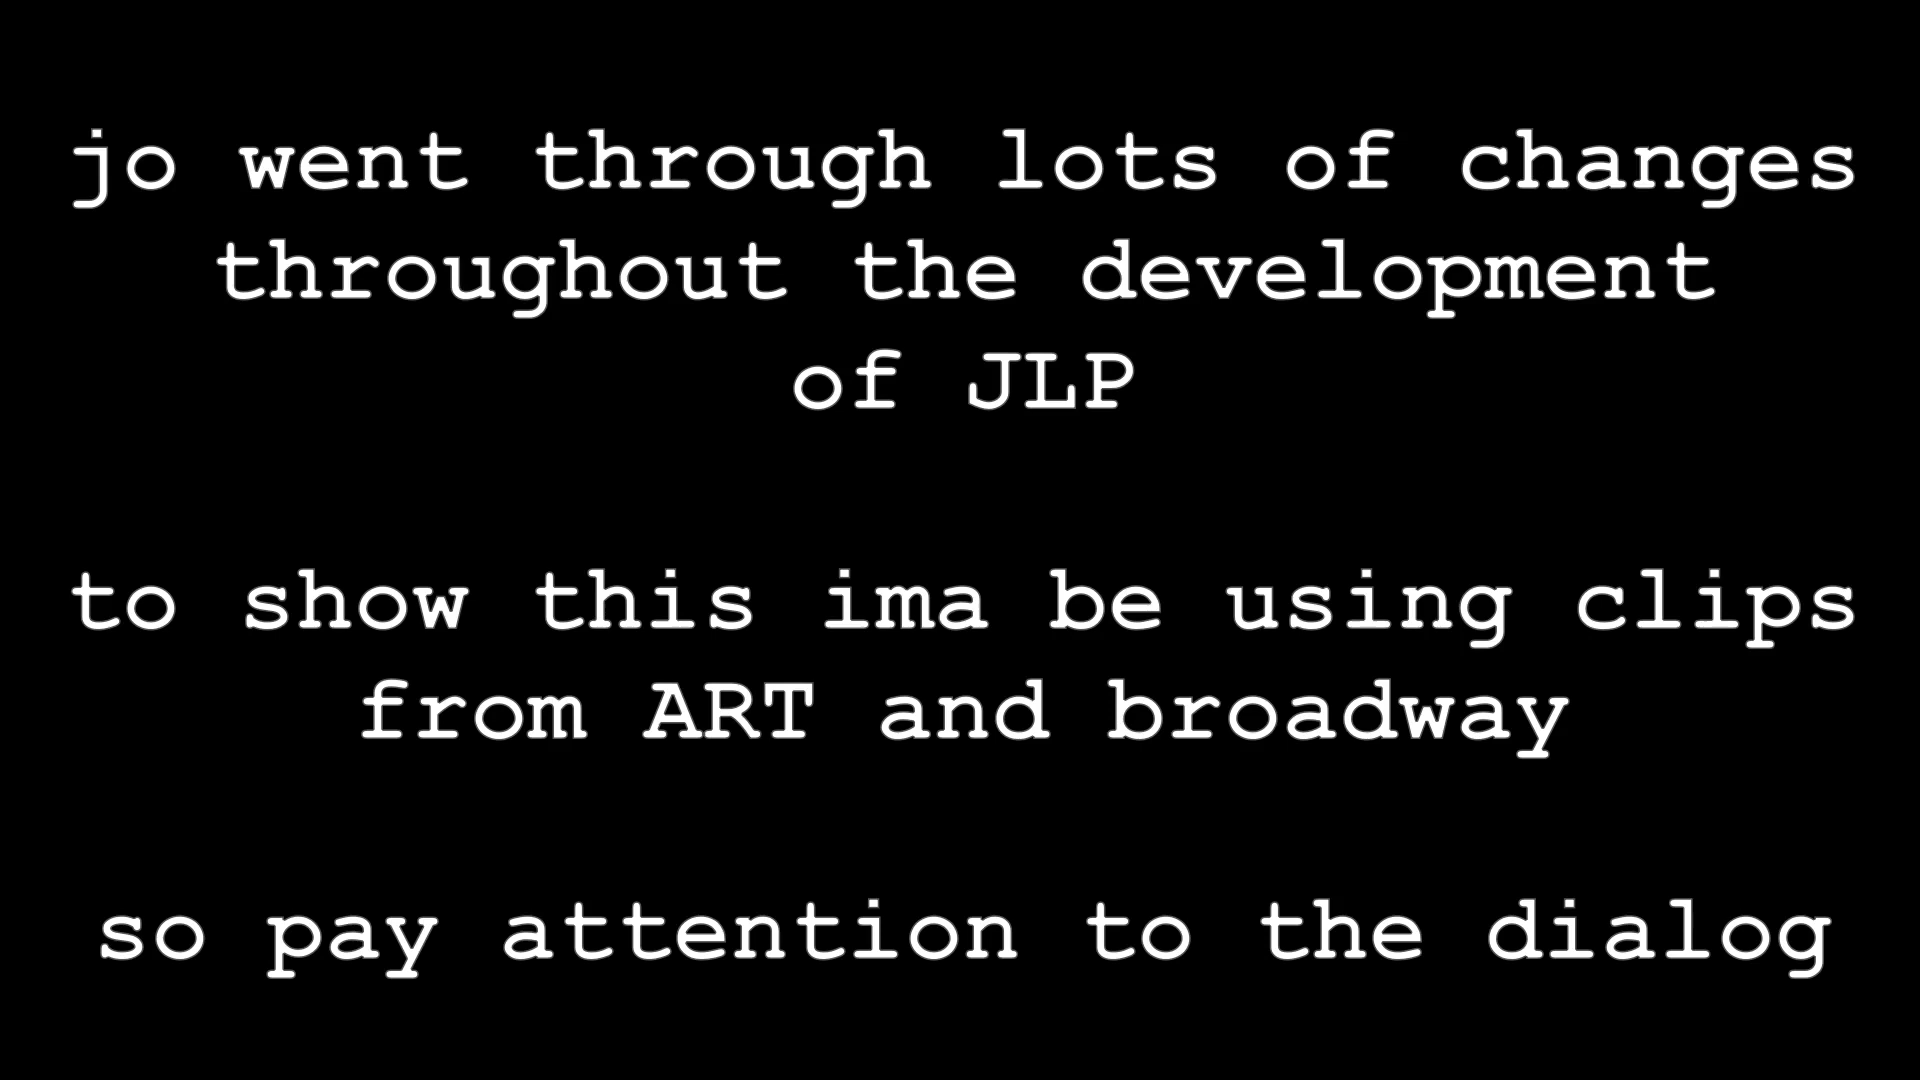 jo went through lots of changes
throughout the development
of JLP
to show this ima be using clips
from ART and broadway
so pay attention to the dialog